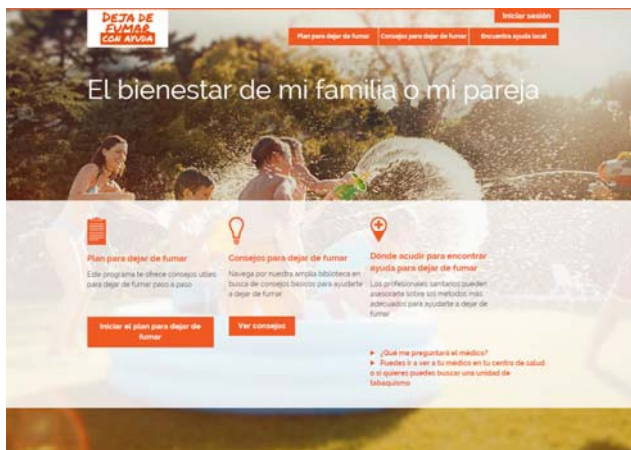 DEJA DE
FUMAR
CON AYUDA
Iniciar sesión
Plan para dejar de fumar
Consejos para dejar de fumar
Encuentra ayuda local
El bienestar de mi familia o mi pareja
Plan para dejar de fumar
Este programa te ofrece consejos utiles
para dejar de fumar paso a paso
Iniciar el plan para dejar de
fumar
Consejos para dejar de fumar
Navega por nuestra amplia biblioteca en
busca de consejos básicos para ayudarte
a dejar de fumar
Ver consejos
Dónde acudir para encontrar
ayuda para dejar de fumar
Los profesionales sanitarios pueden
asesorarte sobre los métodos más
adecuados para ayudarte a dejar de
fumar
¿Qué me preguntará el médico?
Puedes ir a ver a tu médico en tu centro de salud
o si quieres puedes buscar una unidad de
tabaquismo